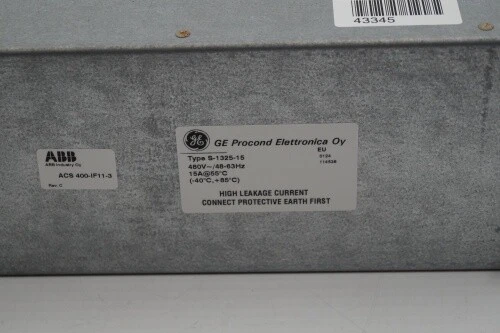 43345
ABB
ABB Industry Oy
ACS 400-IF11-3
Rev. C
GE Procond Elettronica Oy
Type S-1325-15
EU
480V~/48-63Hz
15A@55°C
(-40°C,+85°C)
HIGH LEAKAGE CURRENT
CONNECT PROTECTIVE EARTH FIRST